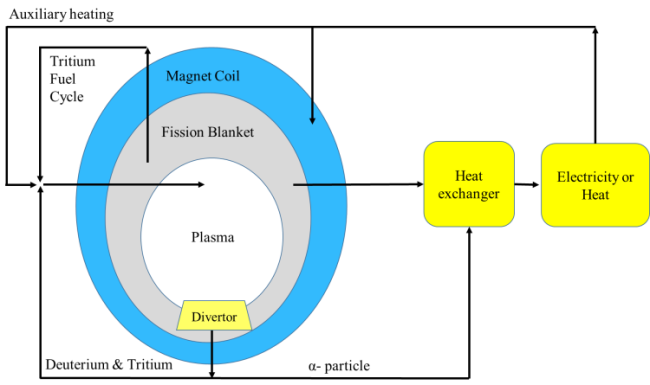 Auxiliary heating
Tritium
Fuel
Cycle
Magnet Coil
Fission Blanket
Plasma
Divertor
Heat
exchanger
Electricity or
Heat
Deuterium & Tritium
α- particle